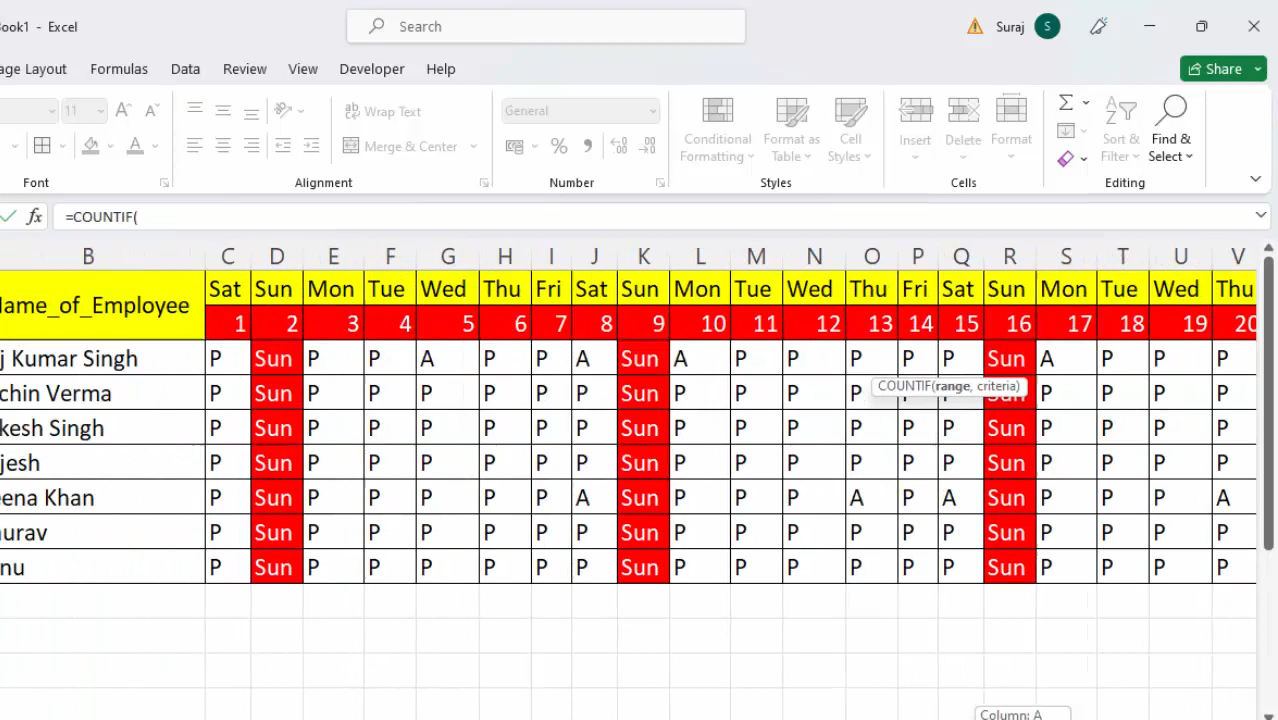 ook1 - Excel
Search
Suraj S
age Layout Formulas Data Review View Developer Help
Share
11 A A
Wrap Text
General
Merge & Center
Conditional Formatting
Format as Table
Cell Styles
Insert
Delete
Format
Sort & Filter
Find & Select
Font
Alignment
Number
Styles
Cells
Editing
fx =COUNTIF(
B C D E F G H I J K L M N O P Q R S T U V
ame_of_Employee
Sat Sun Mon Tue Wed Thu Fri Sat Sun Mon Tue Wed Thu Fri Sat Sun Mon Tue Wed Thu
1 2 3 4 5 6 7 8 9 10 11 12 13 14 15 16 17 18 19 20
j Kumar Singh P Sun P P A P P A Sun A P P P P P Sun A P P P
COUNTIF(range, criteria)
chin Verma P Sun P P P P P P Sun P P P P P P Sun P P P P
kesh Singh P Sun P P P P P P Sun P P P P P P Sun P P P P
jesh P Sun P P P P P P Sun P P P P P P Sun P P P P
eena Khan P Sun P P P P P A Sun P P P A P A Sun P P P A
urav P Sun P P P P P P Sun P P P P P P Sun P P P P
nu P Sun P P P P P P Sun P P P P P P Sun P P P P
Column: A